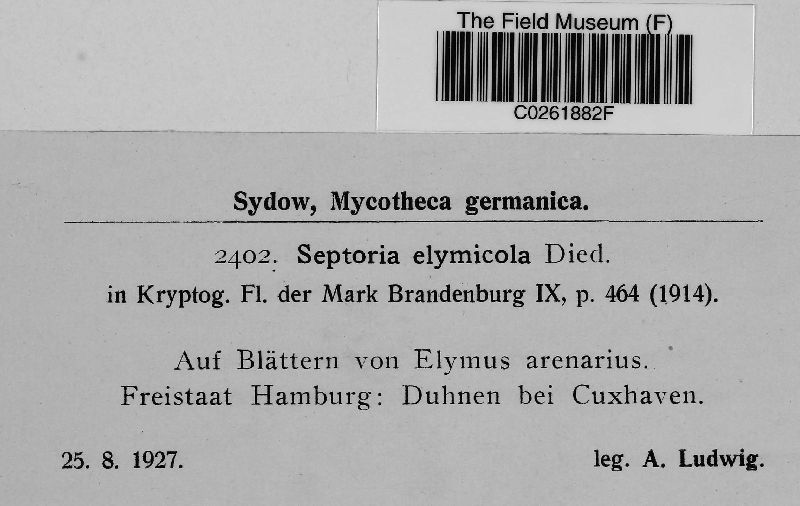 The Field Museum (F)
C0261882F
Sydow, Mycotheca germanica.
2402. Septoria elymicola Died.
in Kryptog. Fl. der Mark Brandenburg IX, p. 464 (1914).
Auf Blättern von Elymus arenarius.
Freistaat Hamburg: Duhnen bei Cuxhaven.
25. 8. 1927. leg. A. Ludwig.